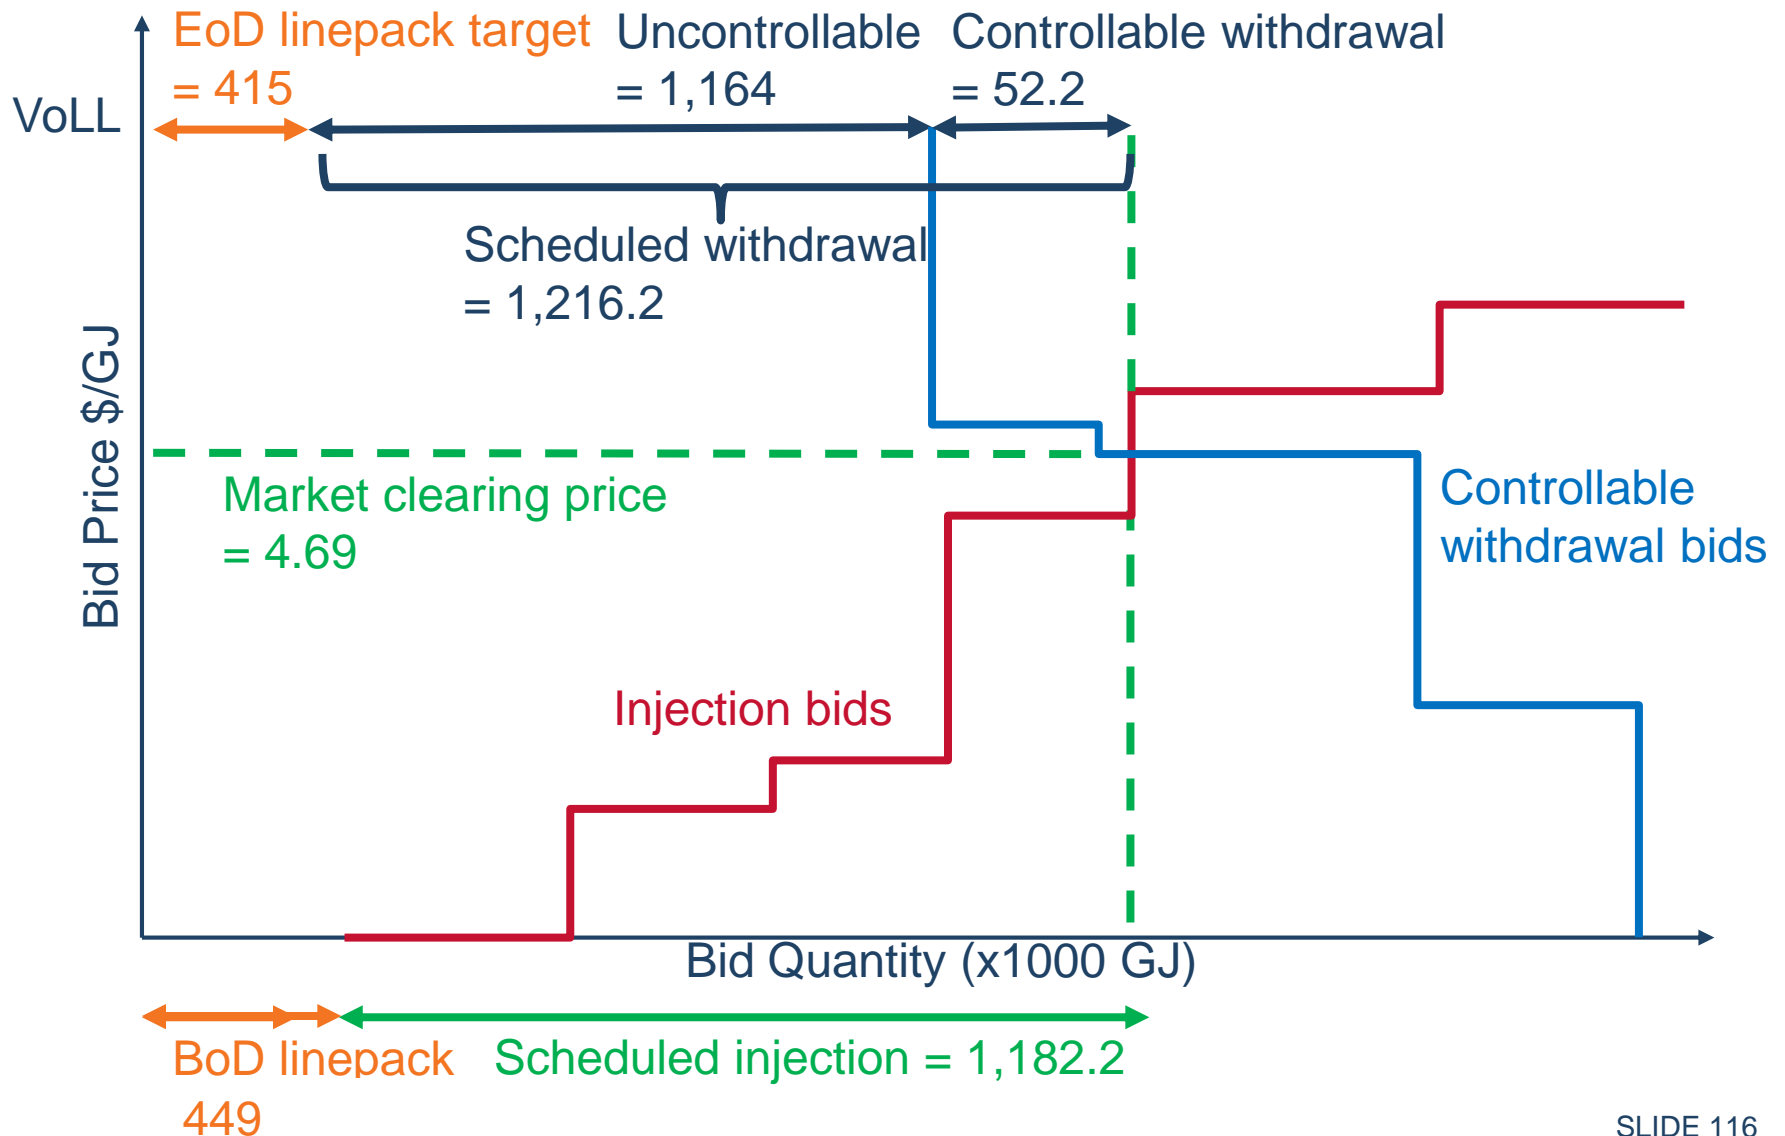 EoD linepack target
= 415
Uncontrollable
= 1,164
Controllable withdrawal
= 52.2
VoLL
Scheduled withdrawal
= 1,216.2
Bid Price $/GJ
Market clearing price
= 4.69
Controllable
withdrawal bids
Injection bids
Bid Quantity (x1000 GJ)
BoD linepack
449
Scheduled injection = 1,182.2
SLIDE 116